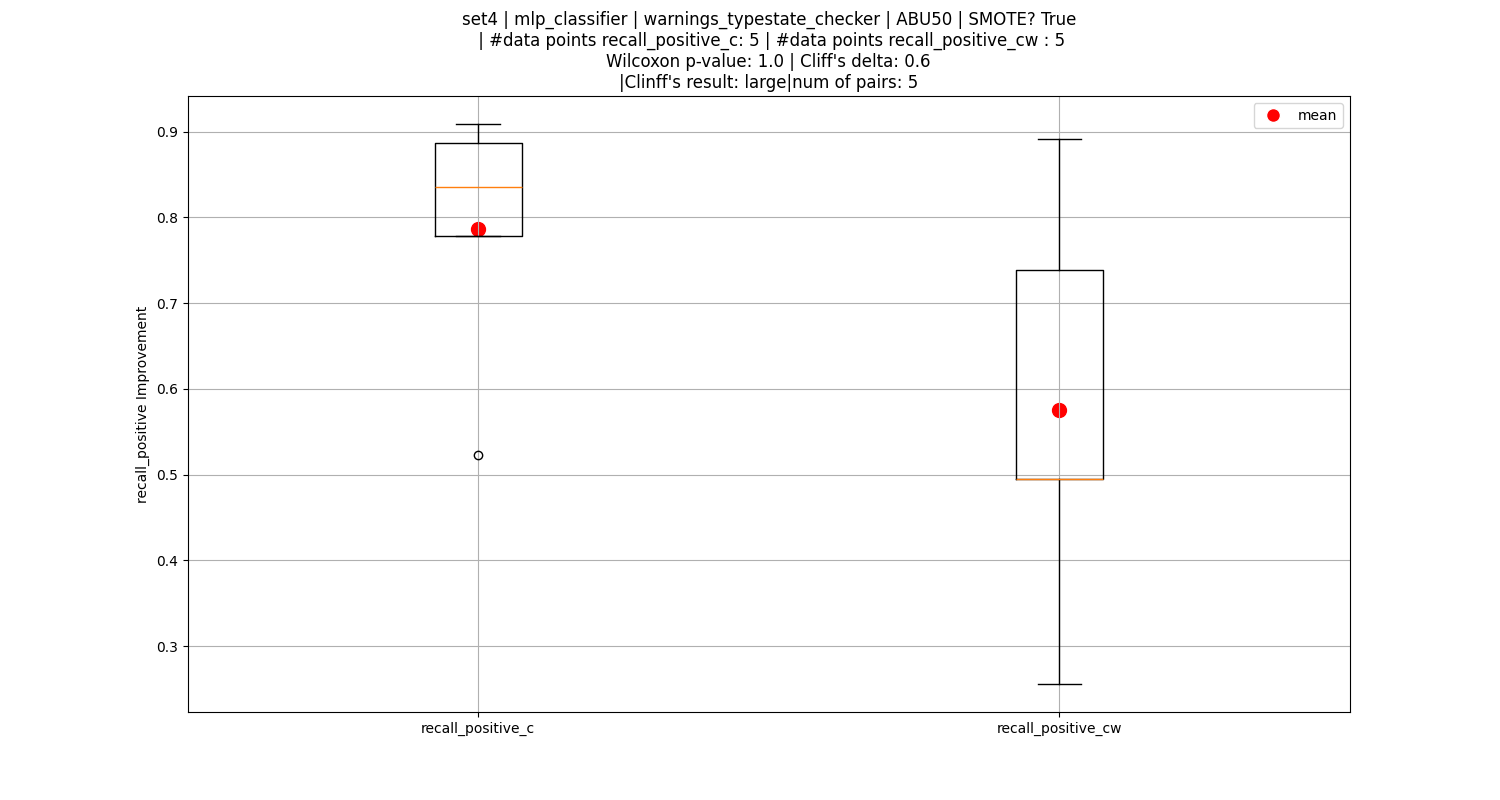 set4 | mlp_classifier | warnings_typestate_checker | ABU50 | SMOTE? True
| #data points recall_positive_c: 5 | #data points recall_positive_cw : 5
Wilcoxon p-value: 1.0 | Cliff's delta: 0.6
|Clinff's result: large|num of pairs: 5
mean
0.9
0.8
0.7
0.6
0.5
0.4
0.3
recall_positive Improvement
recall_positive_c
recall_positive_cw